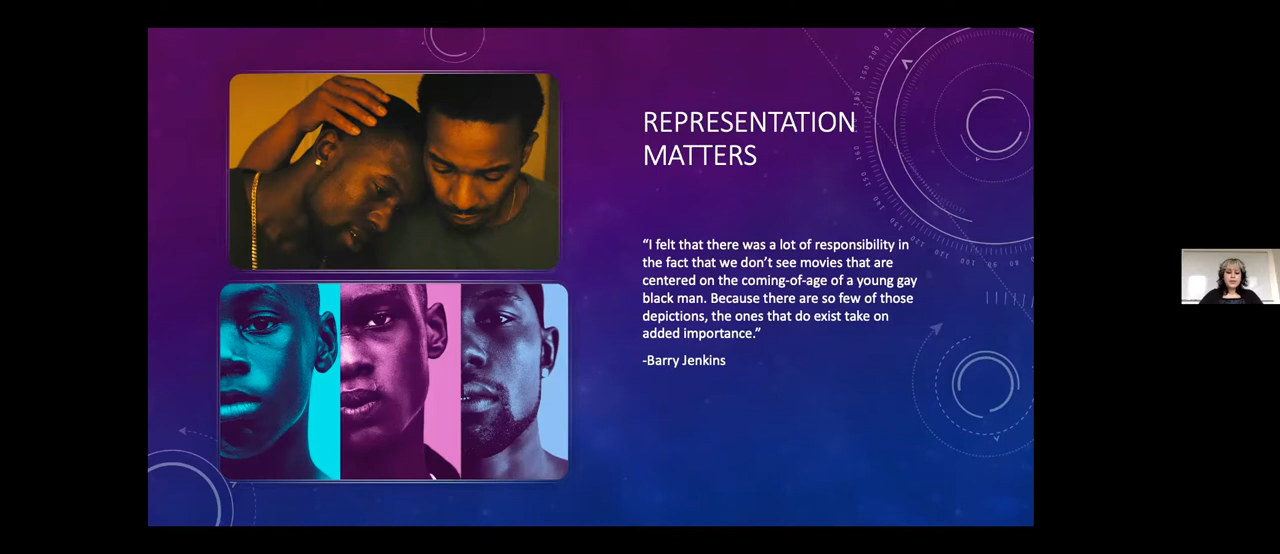 REPRESENTATION
MATTERS
“I felt that there was a lot of responsibility in
the fact that we don’t see movies that are
centered on the coming-of-age of a young gay
black man. Because there are so few of those
depictions, the ones that do exist take on
added importance.”
-Barry Jenkins